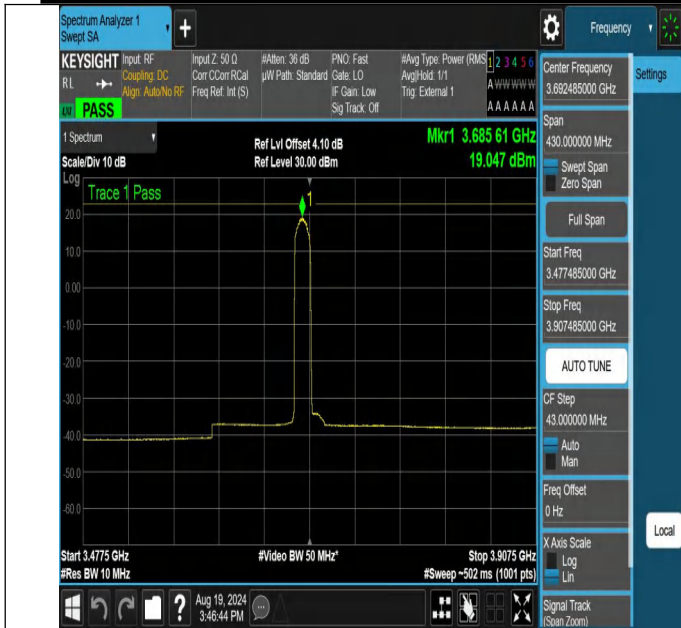 Spectrum Analyzer 1
Swept SA
Frequency
KEYSIGHT
RL
PASS
Input: RF
Coupling: DC
Align: Auto/No RF
Input Z: 50 Ω
Corr CCorr RCal
Freq Ref: Int (S)
#Atten: 36 dB
µW Path: Standard
PNO: Fast
Gate: LO
IF Gain: Low
Sig Track: Off
#Avg Type: Power (RMS
Avg|Hold: 1/1
Trig: External 1
1 2 3 4 5 6
A W W W W W
A A A A A A
1 Spectrum
Scale/Div 10 dB
Log
Ref Lvl Offset 4.10 dB
Ref Level 30.00 dBm
Mkr1 3.685 61 GHz
19.047 dBm
Trace 1 Pass
1
20.0
10.0
0.00
-10.0
-20.0
-30.0
-40.0
-50.0
-60.0
Start 3.4775 GHz
#Res BW 10 MHz
#Video BW 50 MHz*
Stop 3.9075 GHz
#Sweep ~502 ms (1001 pts)
Aug 19, 2024
3:46:44 PM
Center Frequency
3.692485000 GHz
Settings
Span
430.000000 MHz
Swept Span
Zero Span
Full Span
Start Freq
3.477485000 GHz
Stop Freq
3.907485000 GHz
AUTO TUNE
CF Step
43.000000 MHz
Auto
Man
Freq Offset
0 Hz
X Axis Scale
Log
Lin
Local
Signal Track
(Span Zoom)